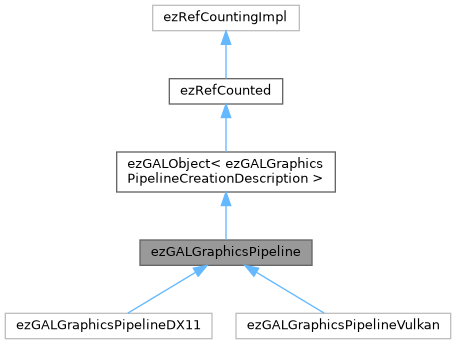 ezRefCountingImpl
ezRefCounted
ezGALObject< ezGALGraphics
PipelineCreationDescription >
ezGALGraphicsPipeline
ezGALGraphicsPipelineDX11
ezGALGraphicsPipelineVulkan